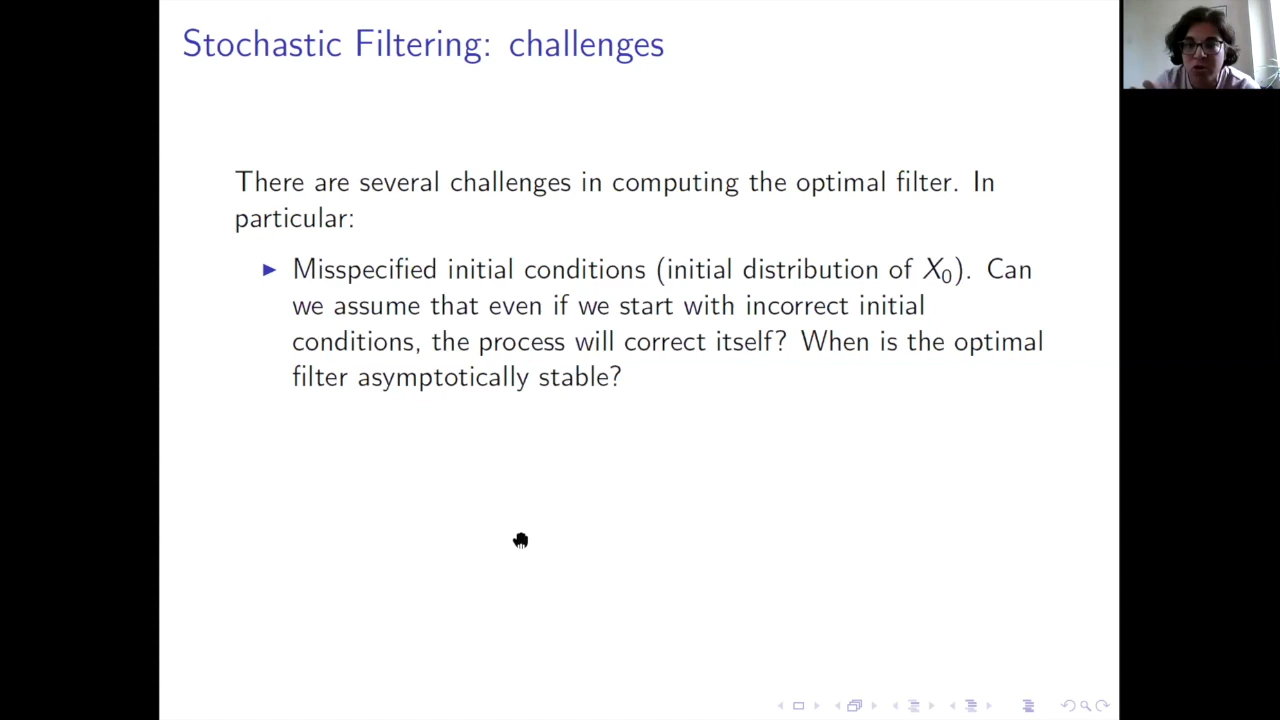 Stochastic Filtering: challenges
There are several challenges in computing the optimal filter. In
particular:
Misspecified initial conditions (initial distribution of X₀). Can
we assume that even if we start with incorrect initial
conditions, the process will correct itself? When is the optimal
filter asymptotically stable?